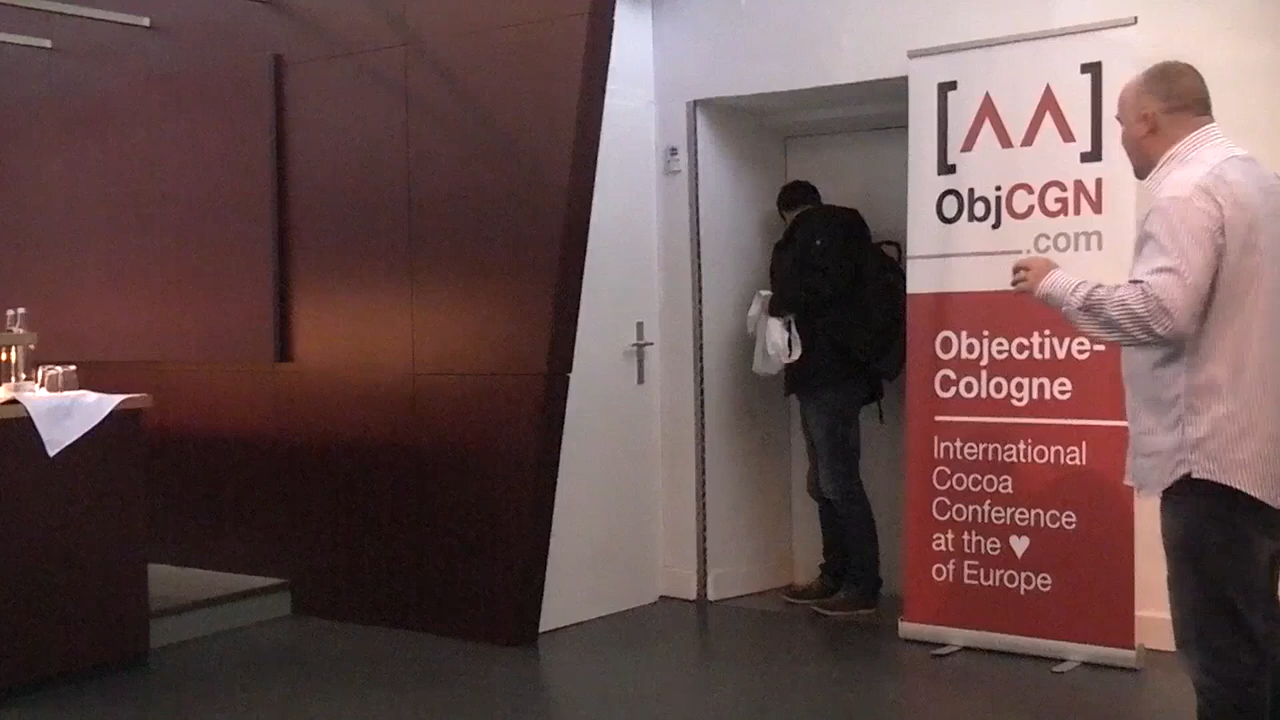 [^^]
ObjCGN
.com
Objective-
Cologne
International
Cocoa
Conference
at the ♥
of Europe